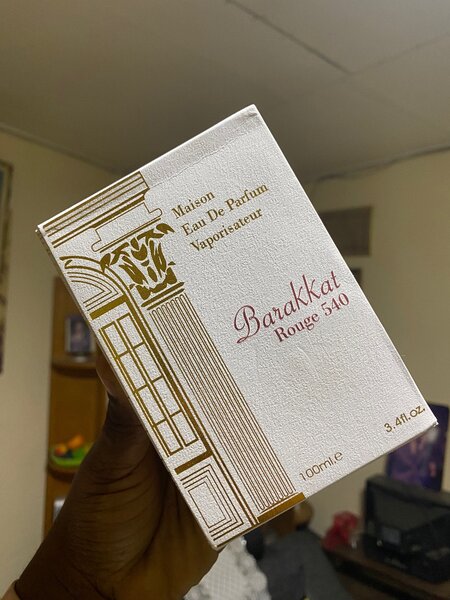 Maison
Eau De Parfum
Vaporisateur
Barakkat
Rouge 540
100ml.e
3.4fl.oz.